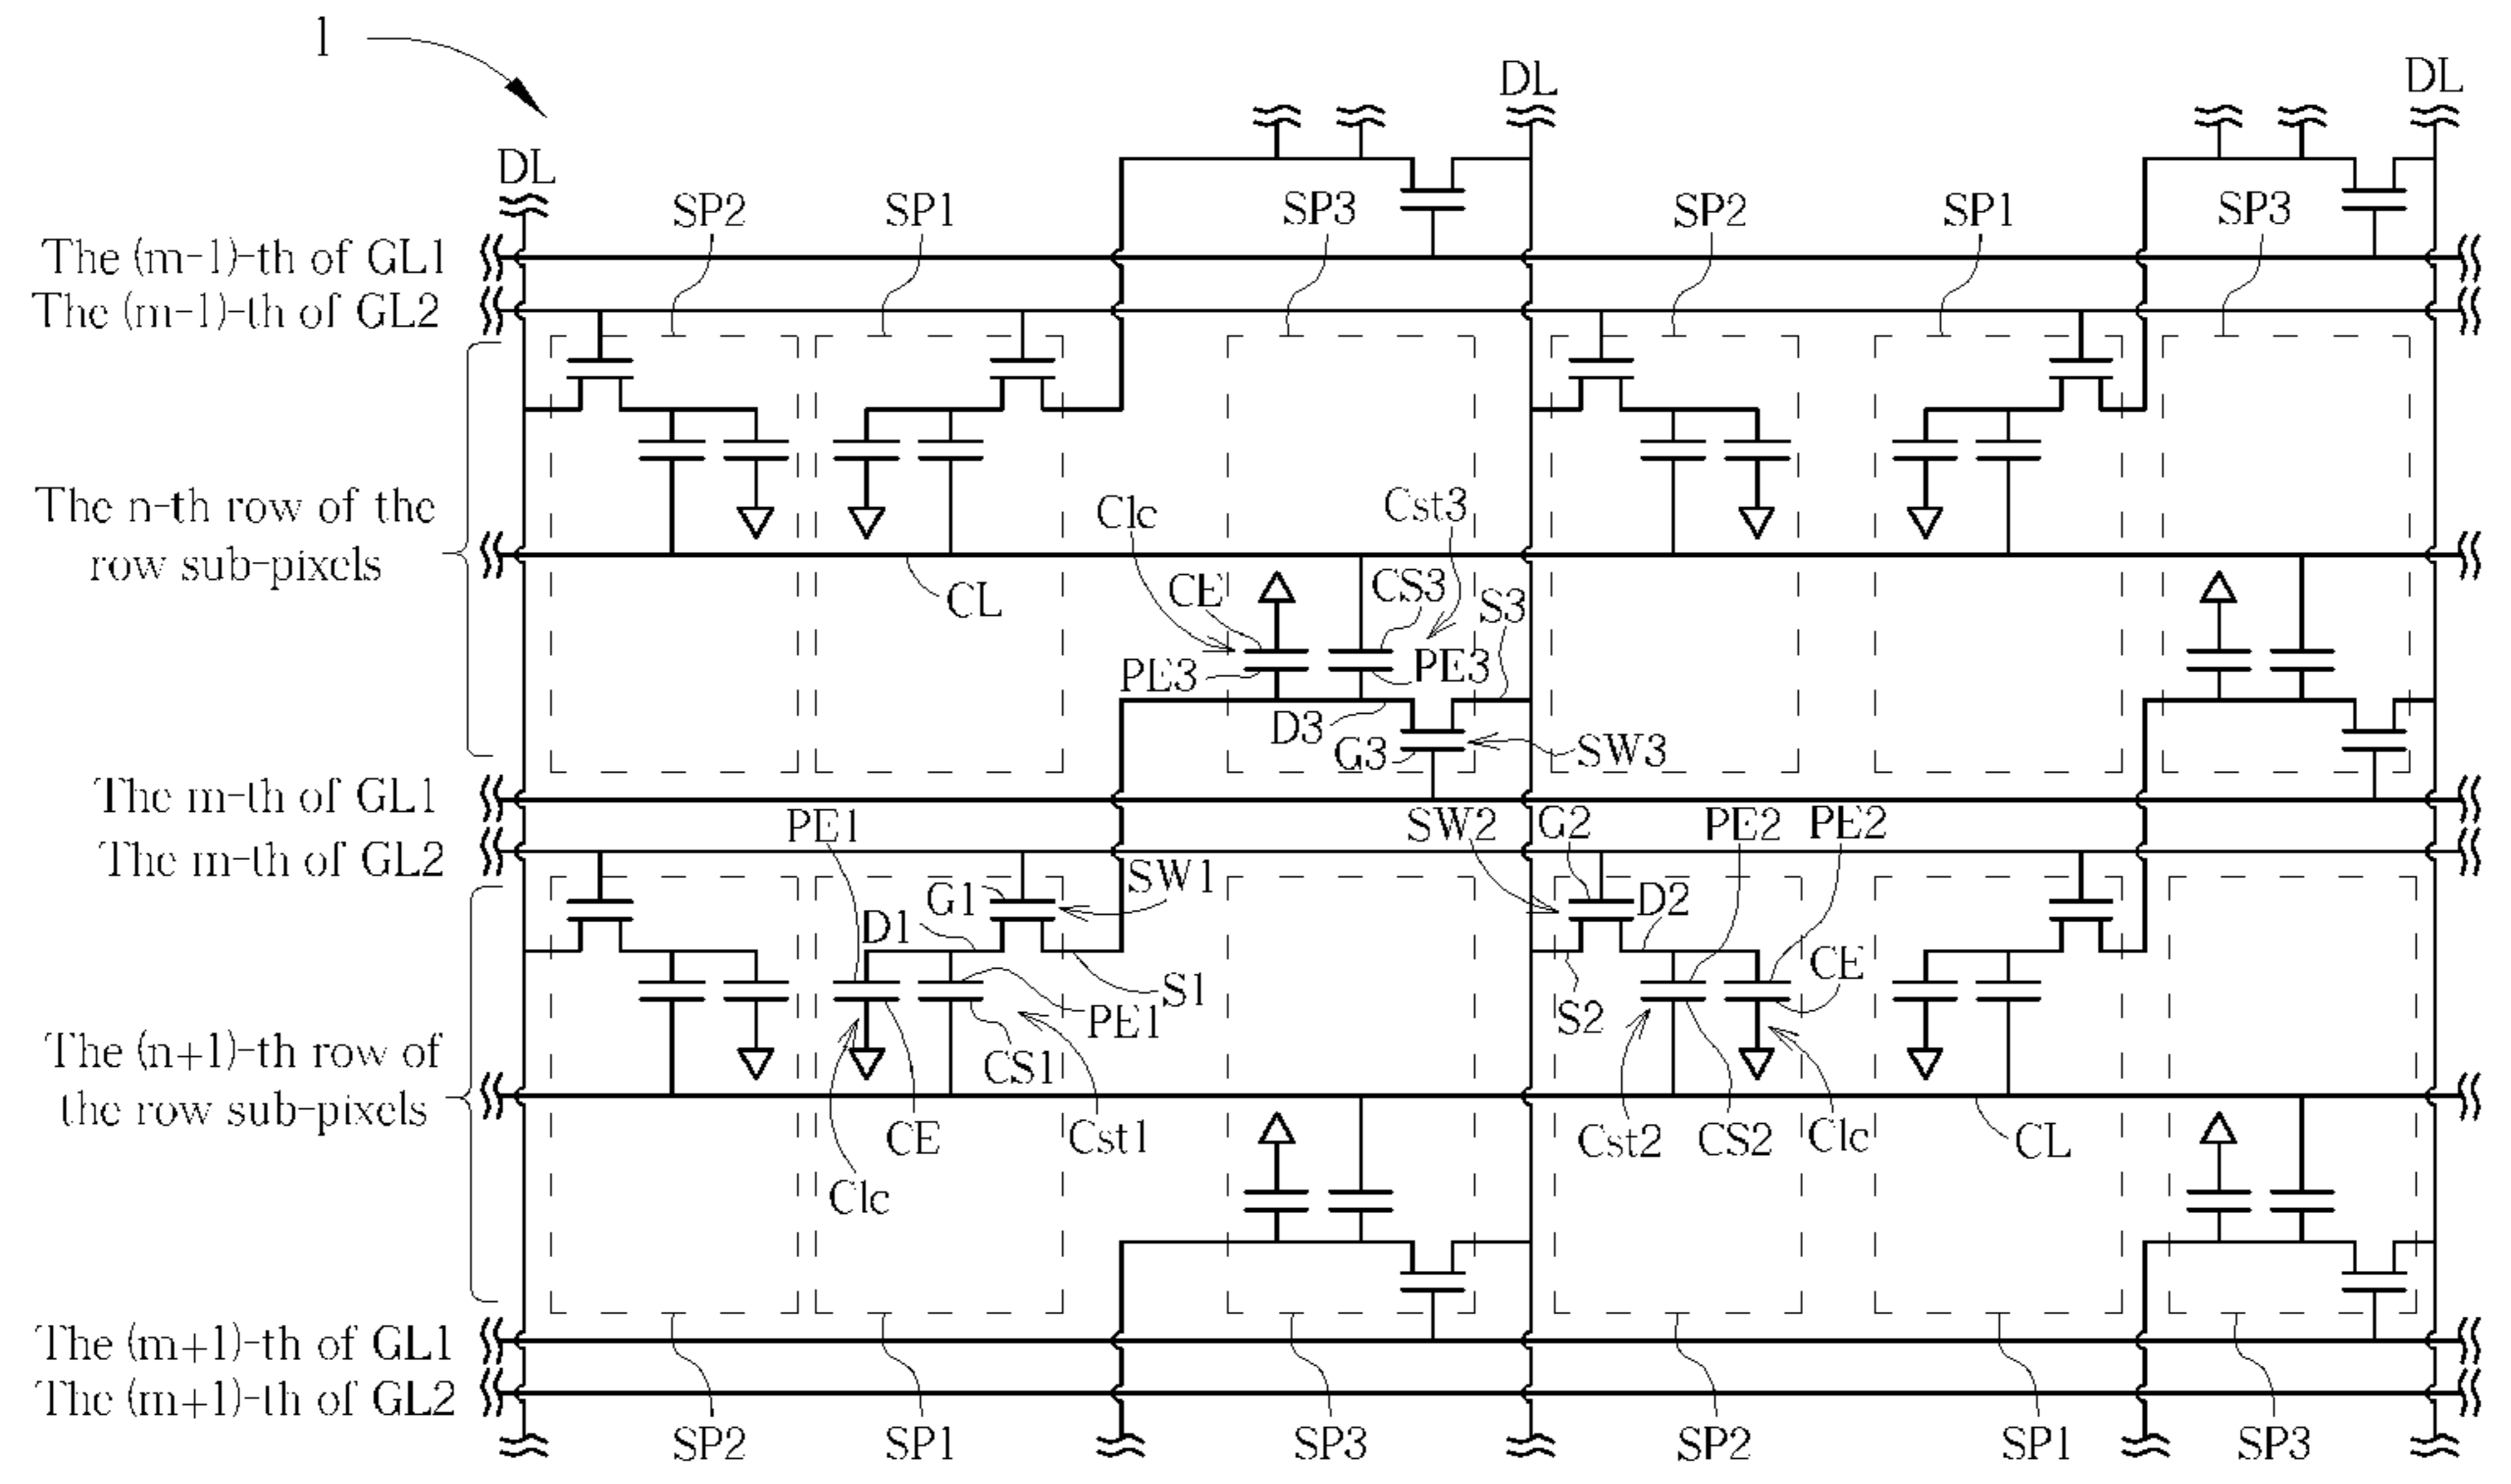 1
DL
DL
DL
SP2
SP1
SP3
SP2
SP1
SP3
The (m-1)-th of GL1
The (m-1)-th of GL2
The n-th row of the
row sub-pixels
Clc
Cst3
CE
CS3
S3
CL
PE3
PE3
D3
G3
SW3
The m-th of GL1
PE1
SW2
G2
PE2
PE2
The m-th of GL2
SW1
G1
D1
D2
CE
S1
S2
PE1
The (n+1)-th row of
the row sub-pixels
CS1
CE
Cst1
Cst2
CS2
Clc
CL
Clc
The (m+1)-th of GL1
The (m+1)-th of GL2
SP2
SP1
SP3
SP2
SP1
SP3